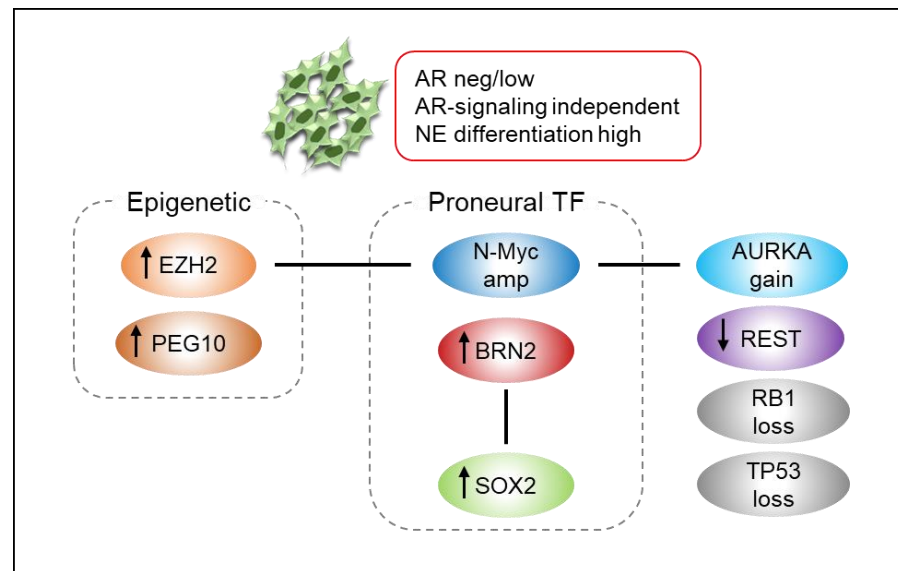 AR neg/low
AR-signaling independent
NE differentiation high
Epigenetic
EZH2
PEG10
Proneural TF
N-Myc
amp
BRN2
SOX2
AURKA
gain
REST
RB1
loss
TP53
loss